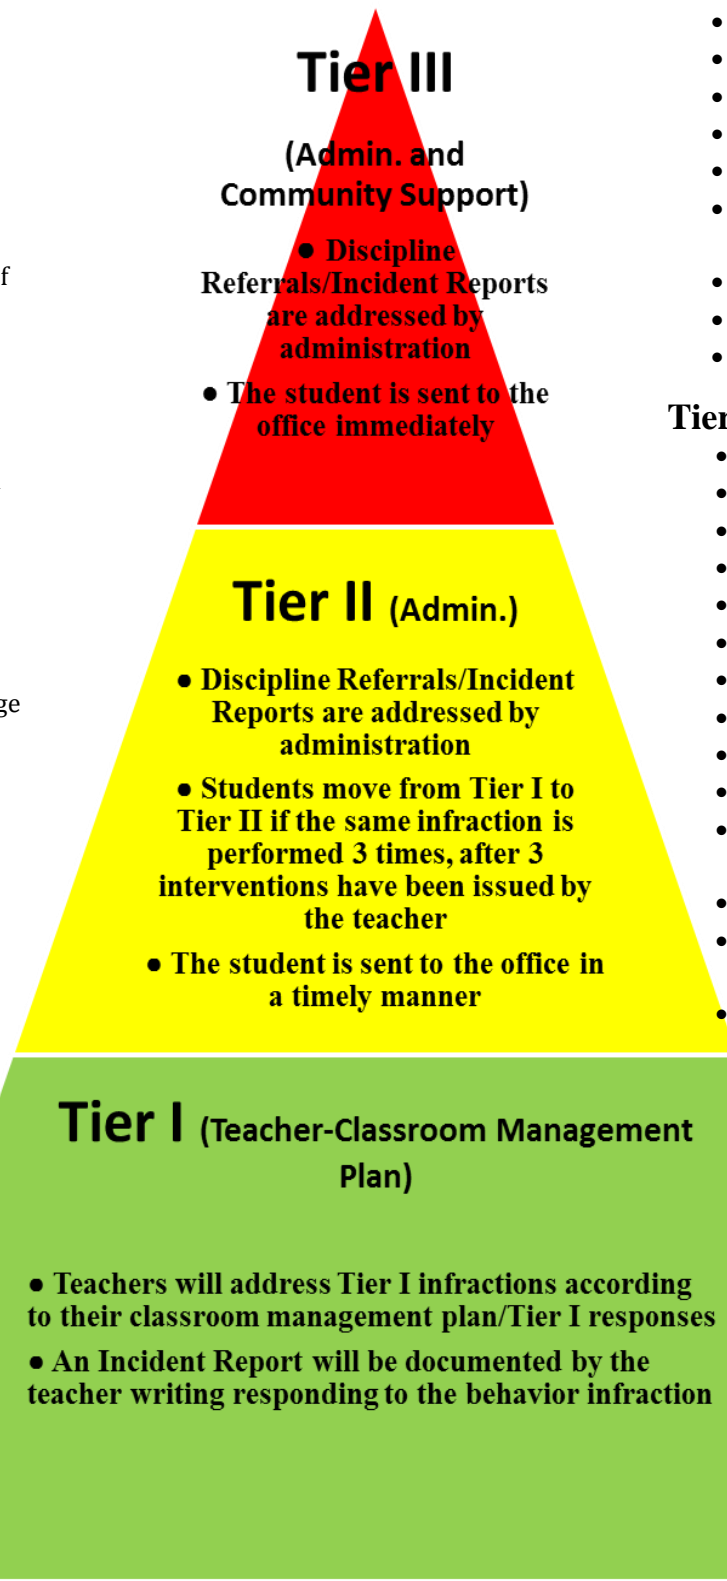 Tier III
(Admin. and
Community Support)
● Discipline
Referrals/Incident Reports
are addressed by
administration
● The student is sent to the
office immediately
Tier
Tier II (Admin.)
● Discipline Referrals/Incident
Reports are addressed by
administration
● Students move from Tier I to
Tier II if the same infraction is
performed 3 times, after 3
interventions have been issued by
the teacher
● The student is sent to the office in
a timely manner
Tier I (Teacher-Classroom Management
Plan)
● Teachers will address Tier I infractions according
to their classroom management plan/Tier I responses
● An Incident Report will be documented by the
teacher writing responding to the behavior infraction